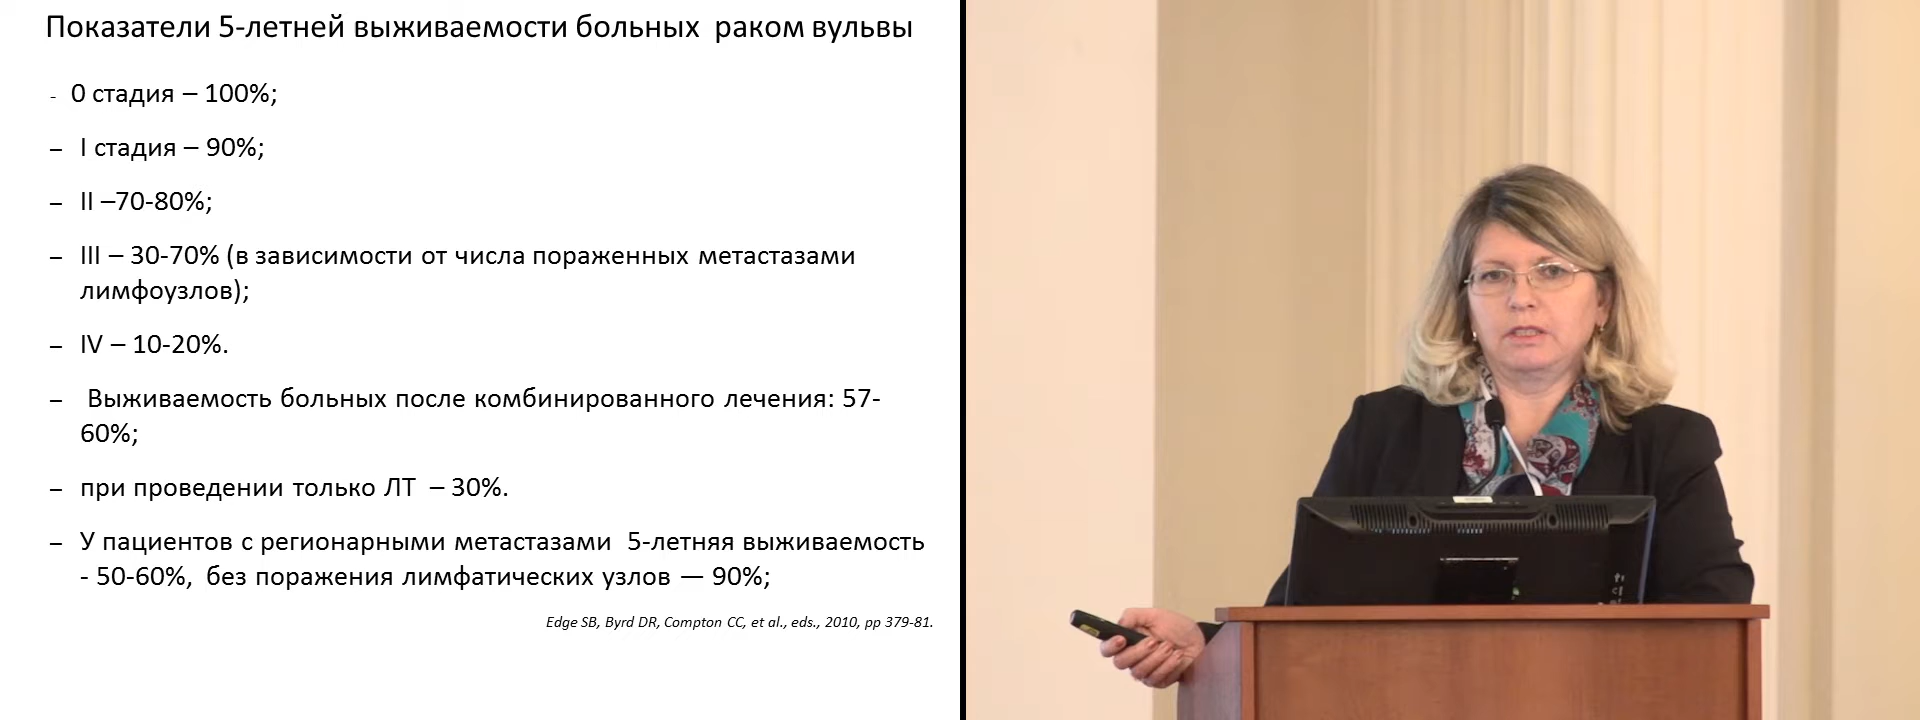 Показатели 5-летней выживаемости больных раком вульвы
- 0 стадия – 100%;
– I стадия – 90%;
– II –70-80%;
– III – 30-70% (в зависимости от числа пораженных метастазами
лимфоузлов);
– IV – 10-20%.
– Выживаемость больных после комбинированного лечения: 57-
60%;
– при проведении только ЛТ – 30%.
– У пациентов с регионарными метастазами 5-летняя выживаемость
- 50-60%, без поражения лимфатических узлов — 90%;
Edge SB, Byrd DR, Compton CC, et al., eds., 2010, pp 379-81.